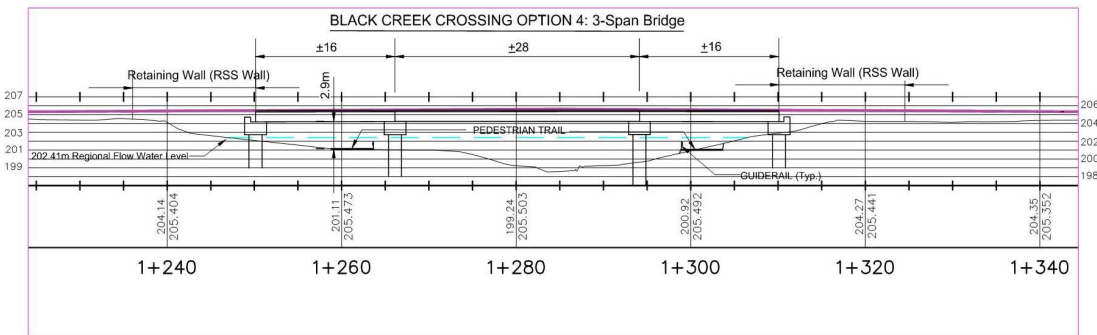 BLACK CREEK CROSSING OPTION 4: 3-Span Bridge
±16 ±28 ±16
Retaining Wall (RSS Wall) 2.9m Retaining Wall (RSS Wall)
207
206
205
204
203 PEDESTRIAN TRAIL
202.41m Regional Flow Water Level 202
201
200
199 GUIDERAIL (Typ.)
198
204.14 205.404 201.11 205.473 199.24 205.503 200.92 205.492 204.27 205.441 204.35 205.352
1+240 1+260 1+280 1+300 1+320 1+340